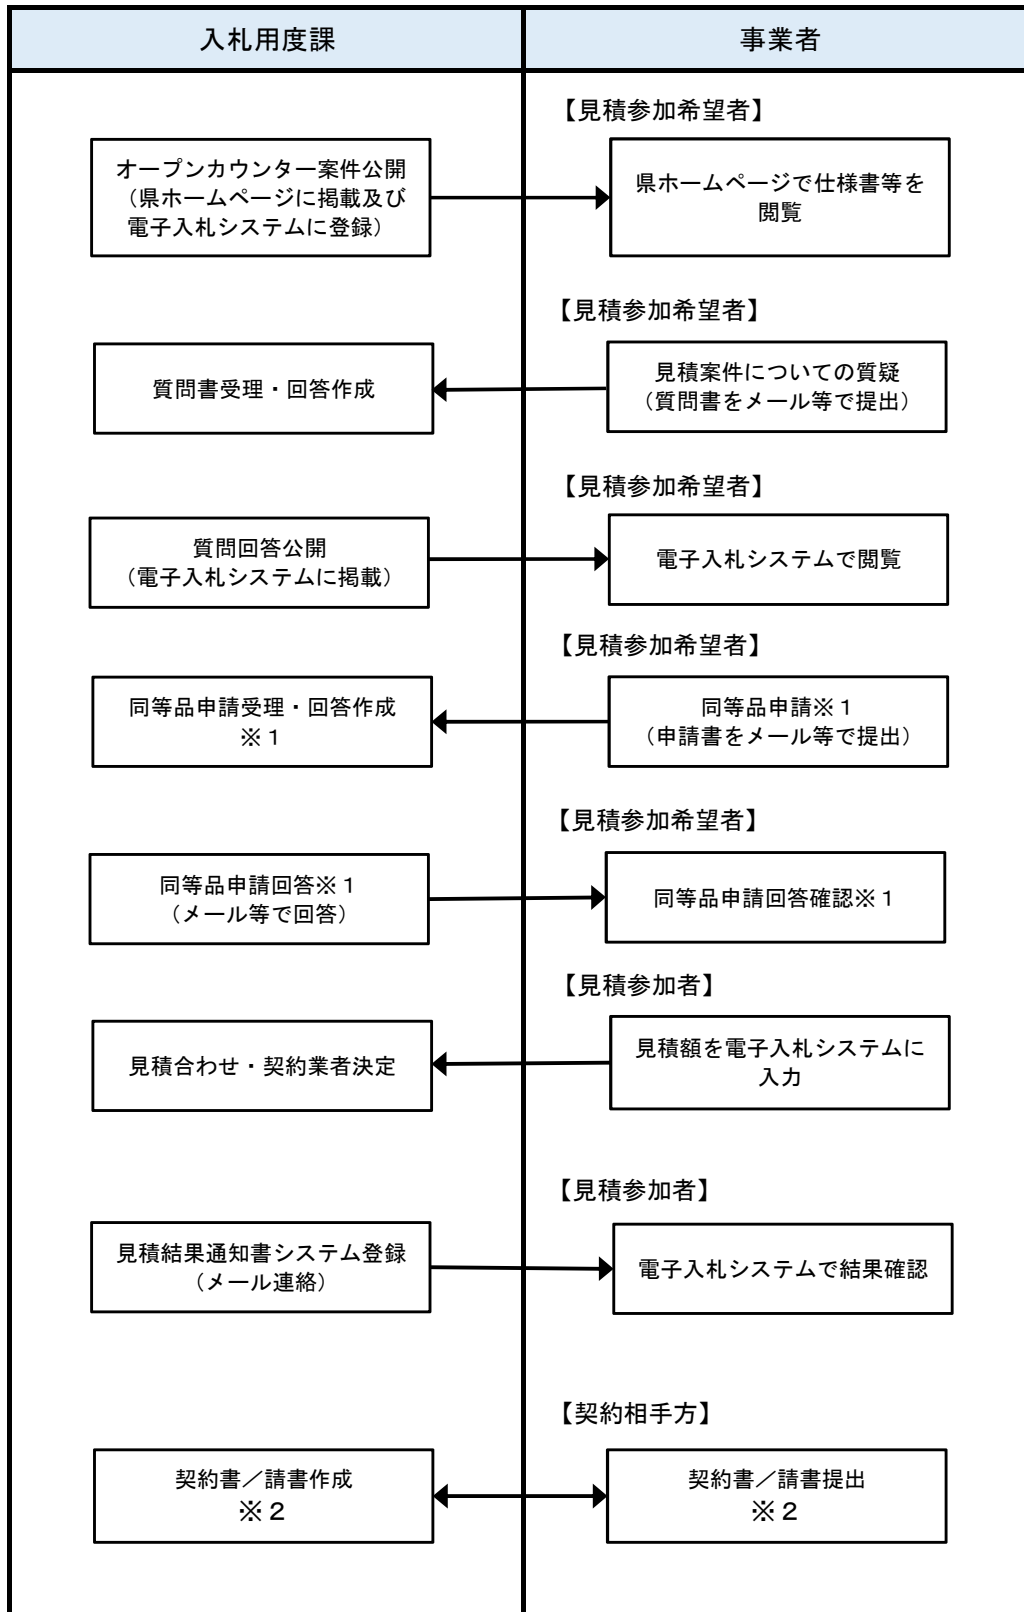 入札用度課
事業者
【見積参加希望者】
オープンカウンター案件公開
（県ホームページに掲載及び
電子入札システムに登録）
県ホームページで仕様書等を
閲覧
【見積参加希望者】
質問書受理・回答作成
見積案件についての質疑
（質問書をメール等で提出）
【見積参加希望者】
質問回答公開
（電子入札システムに掲載）
電子入札システムで閲覧
【見積参加希望者】
同等品申請受理・回答作成
※１
同等品申請※１
（申請書をメール等で提出）
【見積参加希望者】
同等品申請回答※１
（メール等で回答）
同等品申請回答確認※１
【見積参加者】
見積合わせ・契約業者決定
見積額を電子入札システムに
入力
【見積参加者】
見積結果通知書システム登録
（メール連絡）
電子入札システムで結果確認
【契約相手方】
契約書／請書作成
※２
契約書／請書提出
※２